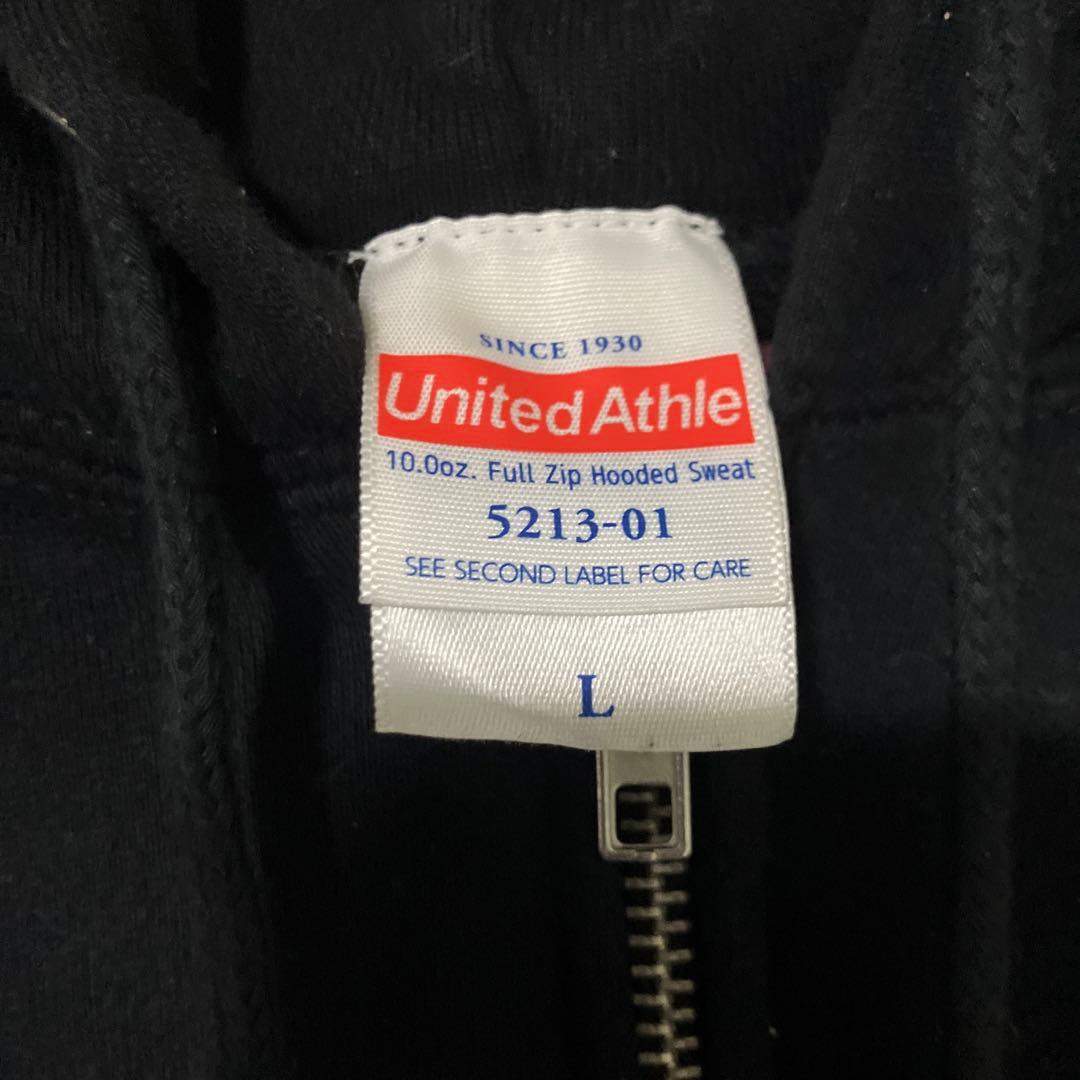 SINCE 1930
United Athle
10.0oz. Full Zip Hooded Sweat
5213-01
SEE SECOND LABEL FOR CARE
L